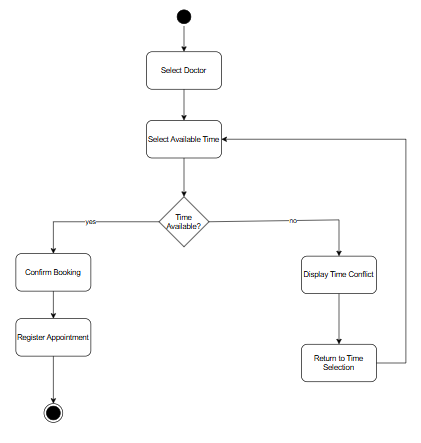 Select Doctor
Select Available Time
Time
Available?
yes
no
Confirm Booking
Display Time Conflict
Register Appointment
Return to Time
Selection